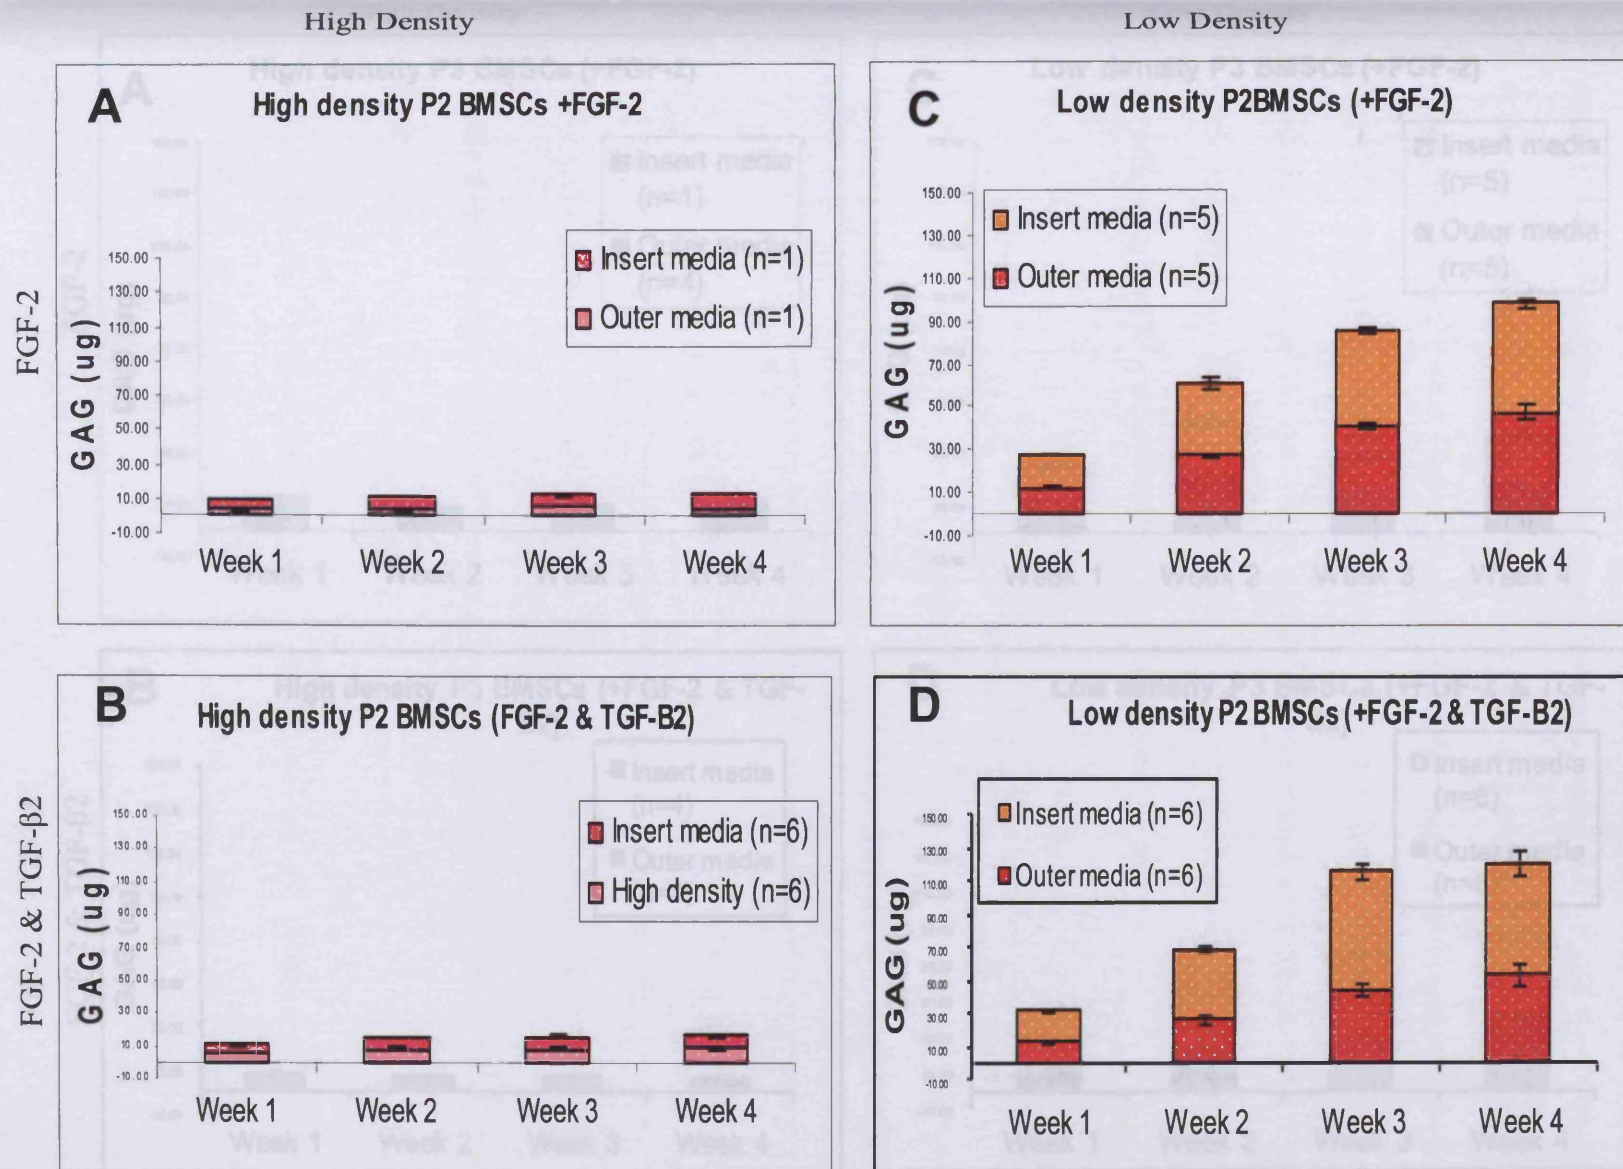 High Density
Low Density
FGF-2
A
High density P2 BMSCs +FGF-2
GAG (ug)
150.00
130.00
110.00
90.00
70.00
50.00
30.00
10.00
-10.00
Insert media (n=1)
Outer media (n=1)
Week 1
Week 2
Week 3
Week 4
C
Low density P2BMSCs (+FGF-2)
GAG (ug)
150.00
130.00
110.00
90.00
70.00
50.00
30.00
10.00
-10.00
Insert media (n=5)
Outer media (n=5)
Week 1
Week 2
Week 3
Week 4
FGF-2 & TGF-β2
B
High density P2 BMSCs (FGF-2 & TGF-B2)
GAG (ug)
150.00
130.00
110.00
90.00
70.00
50.00
30.00
10.00
-10.00
Insert media (n=6)
High density (n=6)
Week 1
Week 2
Week 3
Week 4
D
Low density P2 BMSCs (+FGF-2 & TGF-B2)
GAG (ug)
150.00
130.00
110.00
90.00
70.00
50.00
30.00
10.00
-10.00
Insert media (n=6)
Outer media (n=6)
Week 1
Week 2
Week 3
Week 4